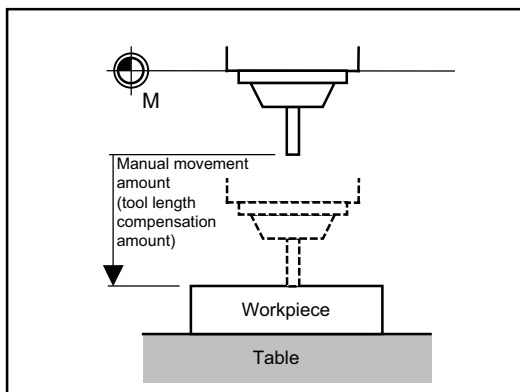 M
Manual movement
amount
(tool length
compensation
amount)
Workpiece
Table